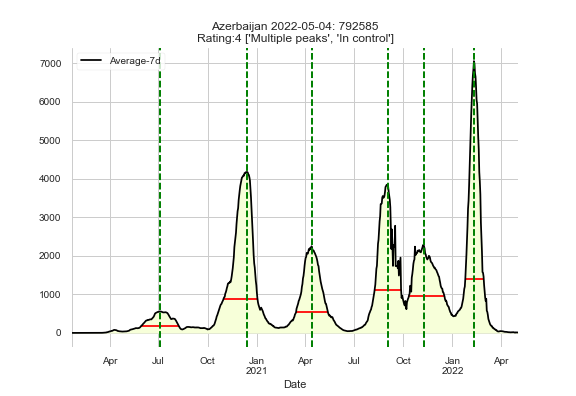 Azerbaijan 2022-05-04: 792585
Rating:4 ['Multiple peaks', 'In control']
Average-7d
7000
6000
5000
4000
3000
2000
1000
0
Apr Jul Oct Jan Apr Jul Oct Jan Apr
2021 2022
Date